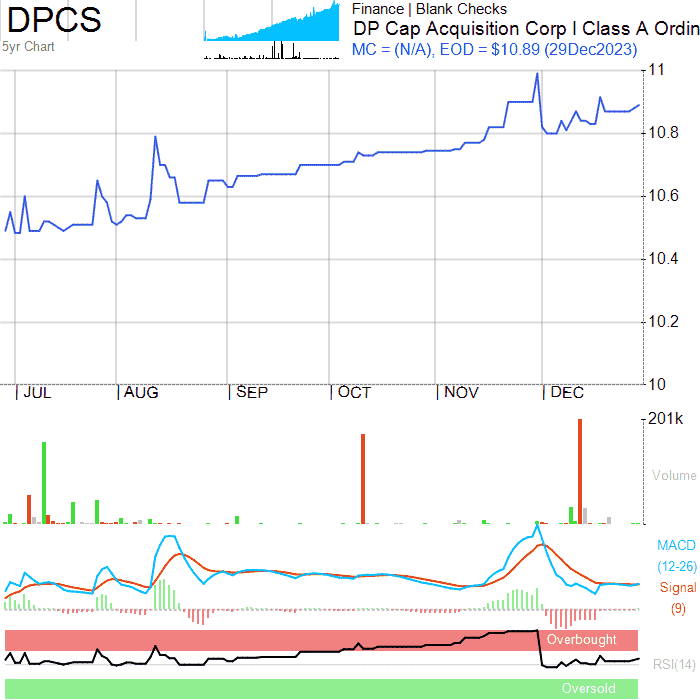 DPCS
5yr Chart
Finance | Blank Checks
DP Cap Acquisition Corp I Class A Ordin
MC = (N/A), EOD = $10.89 (29Dec2023)
11
10.8
10.6
10.4
10.2
10
JUL AUG SEP OCT NOV DEC
201k
Volume
MACD
(12-26)
Signal
(9)
Overbought
RSI(14)
Oversold